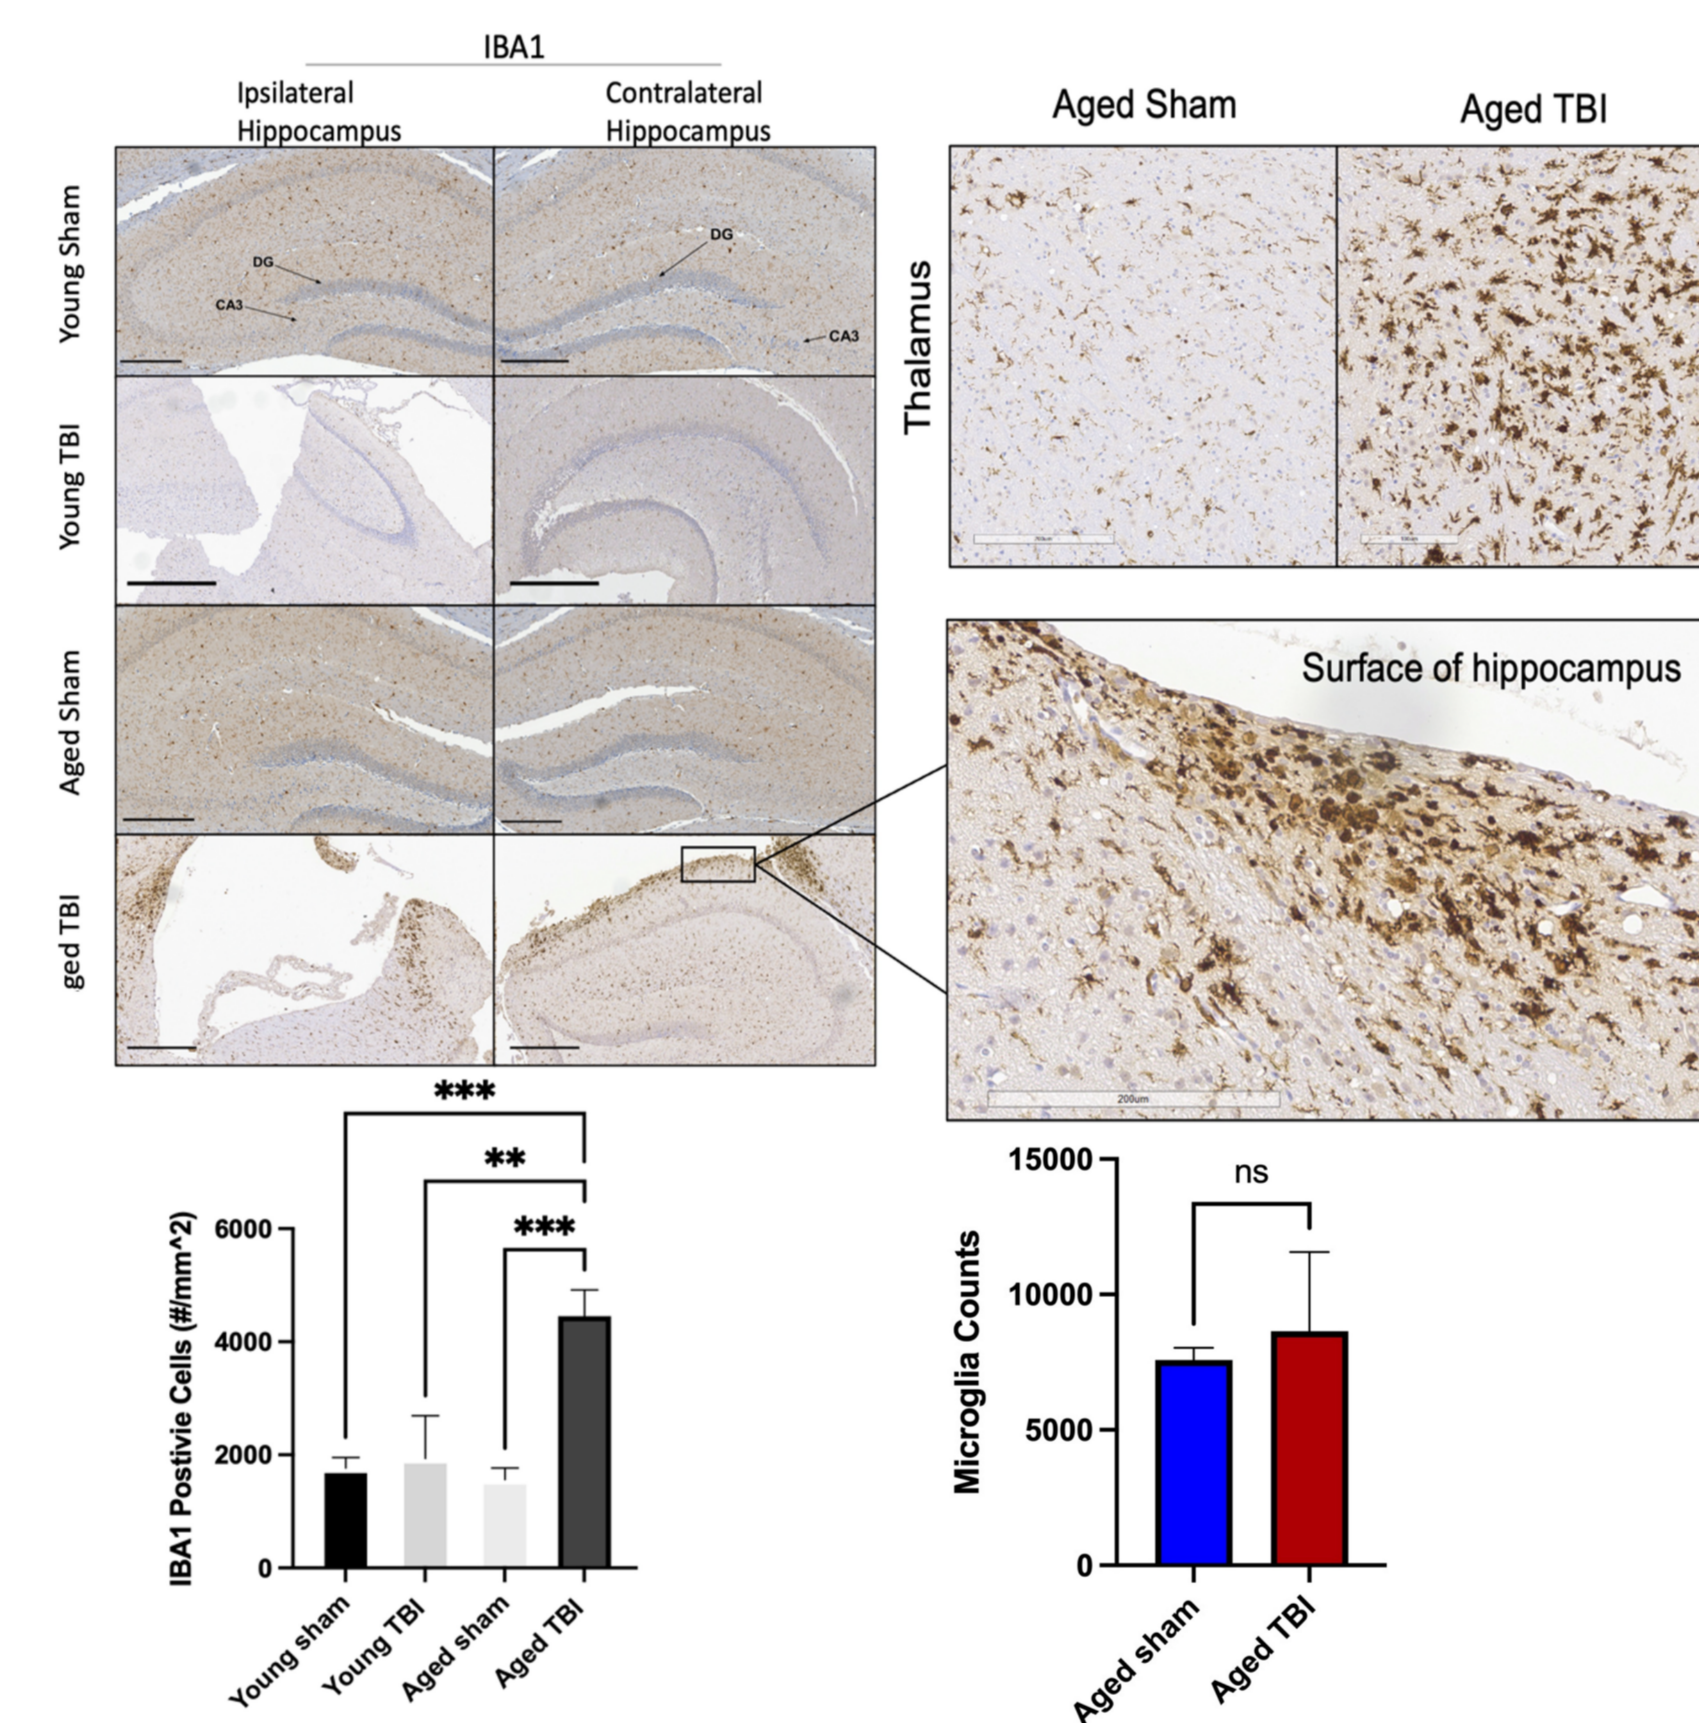 IBA1
Ipsilateral
Hippocampus
Contralateral
Hippocampus
Young Sham
DG
CA3
DG
CA3
Young TBI
Aged Sham
ged TBI
Aged Sham
Aged TBI
Thalamus
Surface of hippocampus
200um
***
**
***
IBA1 Postivie Cells (#/mm^2)
6000
4000
2000
0
Young sham
Young TBI
Aged sham
Aged TBI
ns
Microglia Counts
15000
10000
5000
0
Aged sham
Aged TBI